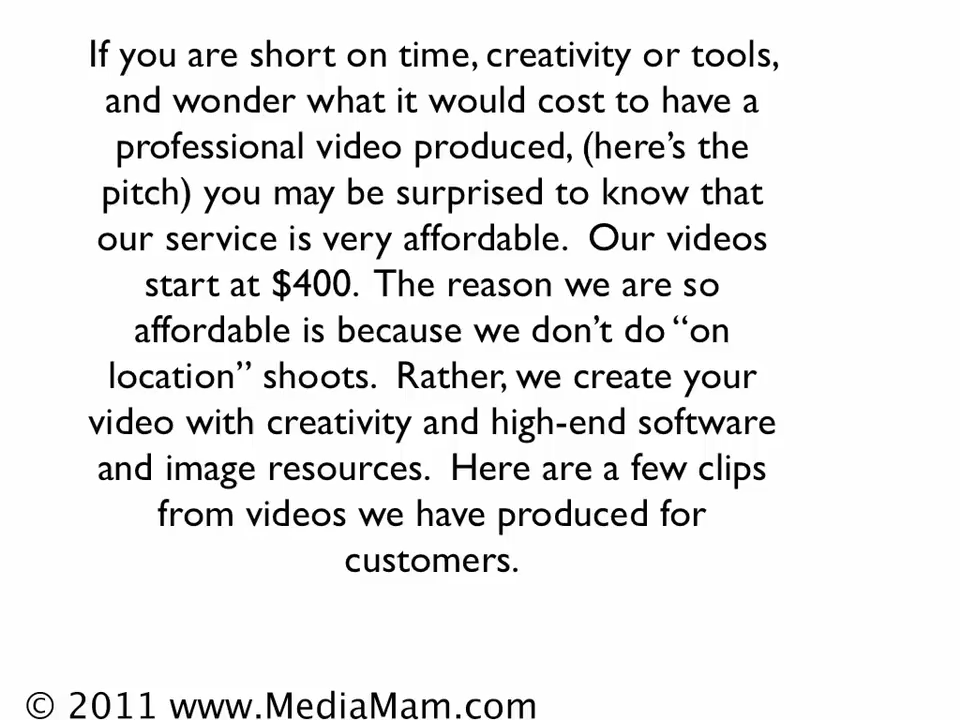 If you are short on time, creativity or tools,
and wonder what it would cost to have a
professional video produced, (here’s the
pitch) you may be surprised to know that
our service is very affordable.  Our videos
start at $400.  The reason we are so
affordable is because we don’t do “on
location” shoots.  Rather, we create your
video with creativity and high-end software
and image resources.  Here are a few clips
from videos we have produced for
customers.
© 2011 www.MediaMam.com